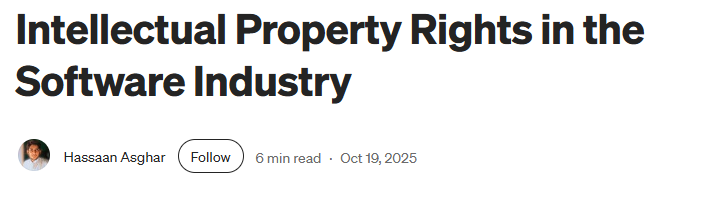 Intellectual Property Rights in the
Software Industry
Hassaan Asghar Follow 6 min read · Oct 19, 2025